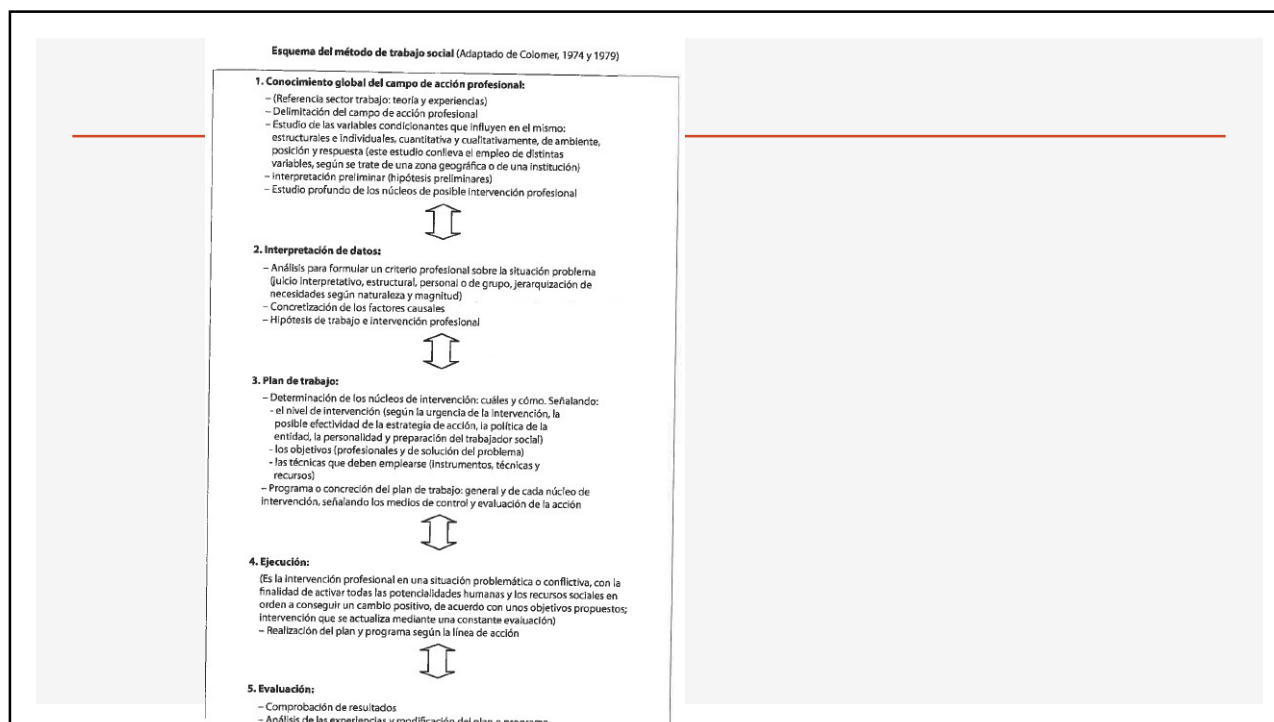 Esquema del método de trabajo social (Adaptado de Colomer, 1974 y 1979)
1. Conocimiento global del campo de acción profesional:
– (Referencia sector trabajo: teoría y experiencias)
– Delimitación del campo de acción profesional
– Estudio de las variables condicionantes que influyen en el mismo:
estructurales e individuales, cuantitativa y cualitativamente, de ambiente,
posición y respuesta (este estudio conlleva el empleo de distintas
variables, según se trate de una zona geográfica o de una institución)
– Interpretación preliminar (hipótesis preliminares)
– Estudio profundo de los núcleos de posible intervención profesional
2. Interpretación de datos:
– Análisis para formular un criterio profesional sobre la situación problema
(juicio interpretativo, estructural, personal o de grupo, jerarquización de
necesidades según naturaleza y magnitud)
– Concretización de los factores causales
– Hipótesis de trabajo e intervención profesional
3. Plan de trabajo:
– Determinación de los núcleos de intervención: cuáles y cómo. Señalando:
- el nivel de intervención (según la urgencia de la intervención, la
posible efectividad de la estrategia de acción, la política de la
entidad, la personalidad y preparación del trabajador social)
- los objetivos (profesionales y de solución del problema)
- las técnicas que deben emplearse (instrumentos, técnicas y
recursos)
– Programa o concreción del plan de trabajo: general y de cada núcleo de
intervención, señalando los medios de control y evaluación de la acción
4. Ejecución:
(Es la intervención profesional en una situación problemática o conflictiva, con la
finalidad de activar todas las potencialidades humanas y los recursos sociales en
orden a conseguir un cambio positivo, de acuerdo con unos objetivos propuestos;
intervención que se actualiza mediante una constante evaluación)
– Realización del plan y programa según la línea de acción
5. Evaluación:
– Comprobación de resultados
– Análisis de las experiencias y modificación del plan o programa